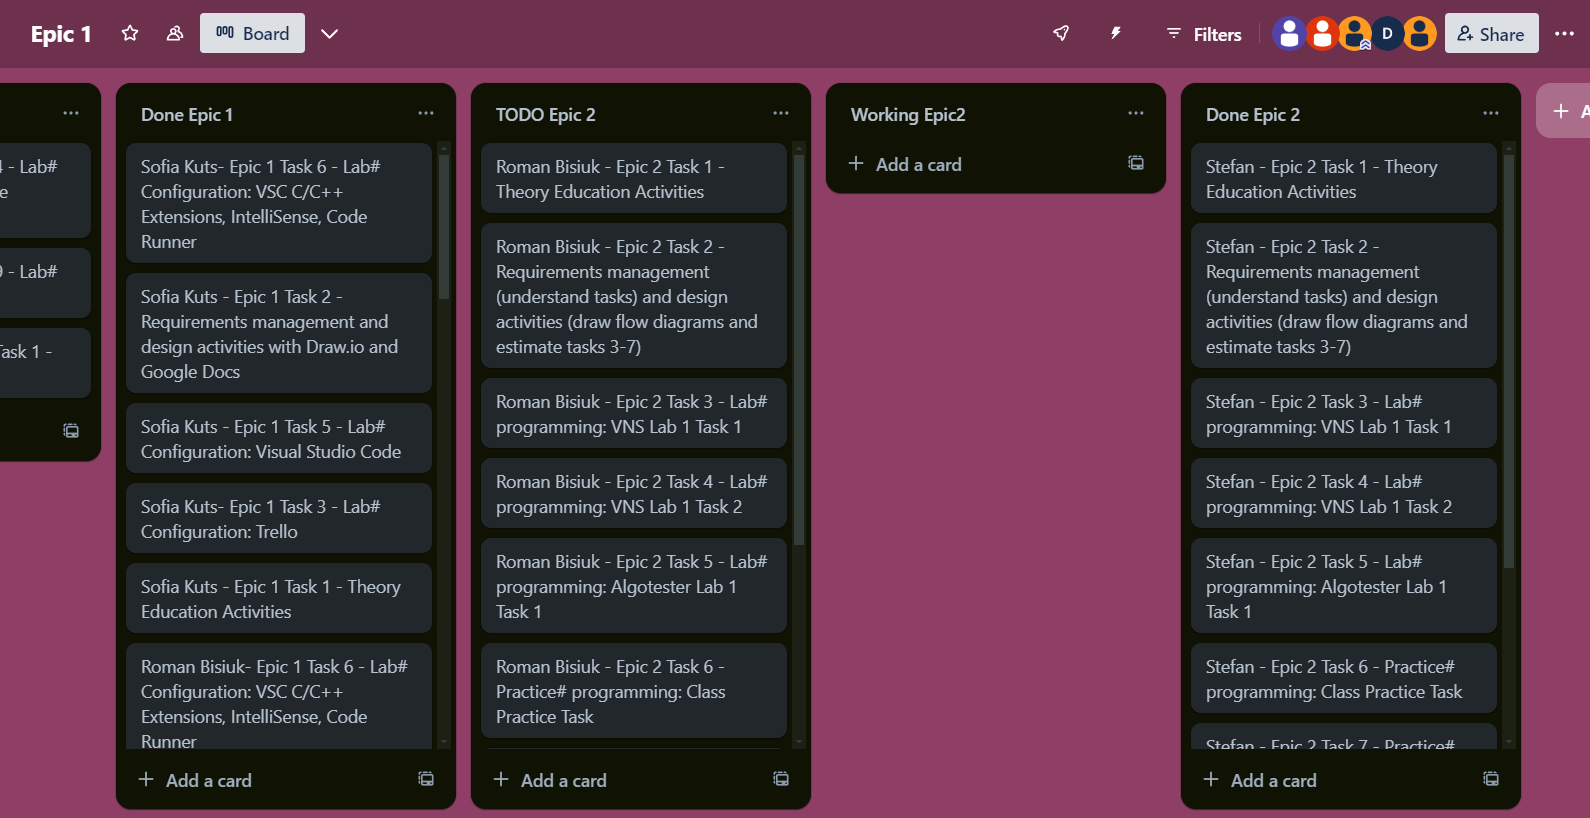 Epic 1
Board
Filters
D
Share
4 - Lab#
e
9 - Lab#
Task 1 -
Done Epic 1
Sofia Kuts- Epic 1 Task 6 - Lab#
Configuration: VSC C/C++
Extensions, IntelliSense, Code
Runner
Sofia Kuts - Epic 1 Task 2 -
Requirements management and
design activities with Draw.io and
Google Docs
Sofia Kuts - Epic 1 Task 5 - Lab#
Configuration: Visual Studio Code
Sofia Kuts- Epic 1 Task 3 - Lab#
Configuration: Trello
Sofia Kuts - Epic 1 Task 1 - Theory
Education Activities
Roman Bisiuk- Epic 1 Task 6 - Lab#
Configuration: VSC C/C++
Extensions, IntelliSense, Code
Runner
Add a card
TODO Epic 2
Roman Bisiuk - Epic 2 Task 1 -
Theory Education Activities
Roman Bisiuk - Epic 2 Task 2 -
Requirements management
(understand tasks) and design
activities (draw flow diagrams and
estimate tasks 3-7)
Roman Bisiuk - Epic 2 Task 3 - Lab#
programming: VNS Lab 1 Task 1
Roman Bisiuk - Epic 2 Task 4 - Lab#
programming: VNS Lab 1 Task 2
Roman Bisiuk - Epic 2 Task 5 - Lab#
programming: Algotester Lab 1
Task 1
Roman Bisiuk - Epic 2 Task 6 -
Practice# programming: Class
Practice Task
Add a card
Working Epic2
Add a card
Done Epic 2
Stefan - Epic 2 Task 1 - Theory
Education Activities
Stefan - Epic 2 Task 2 -
Requirements management
(understand tasks) and design
activities (draw flow diagrams and
estimate tasks 3-7)
Stefan - Epic 2 Task 3 - Lab#
programming: VNS Lab 1 Task 1
Stefan - Epic 2 Task 4 - Lab#
programming: VNS Lab 1 Task 2
Stefan - Epic 2 Task 5 - Lab#
programming: Algotester Lab 1
Task 1
Stefan - Epic 2 Task 6 - Practice#
programming: Class Practice Task
Stefan - Epic 2 Task 7 - Practice#
Add a card
A